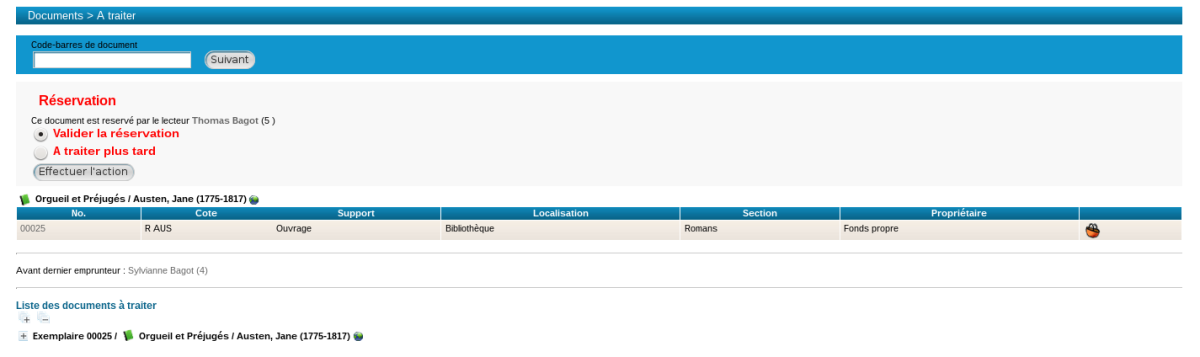 Documents > A traiter
Code-barres de document
Suivant
Réservation
Ce document est reservé par le lecteur Thomas Bagot (5 )
Valider la réservation
A traiter plus tard
Effectuer l'action
Orgueil et Préjugés / Austen, Jane (1775-1817)
No. Cote Support Localisation Section Propriétaire
00025 R AUS Ouvrage Bibliothèque Romans Fonds propre
Avant dernier emprunteur : Sylvianne Bagot (4)
Liste des documents à traiter
Exemplaire 00025 / Orgueil et Préjugés / Austen, Jane (1775-1817)